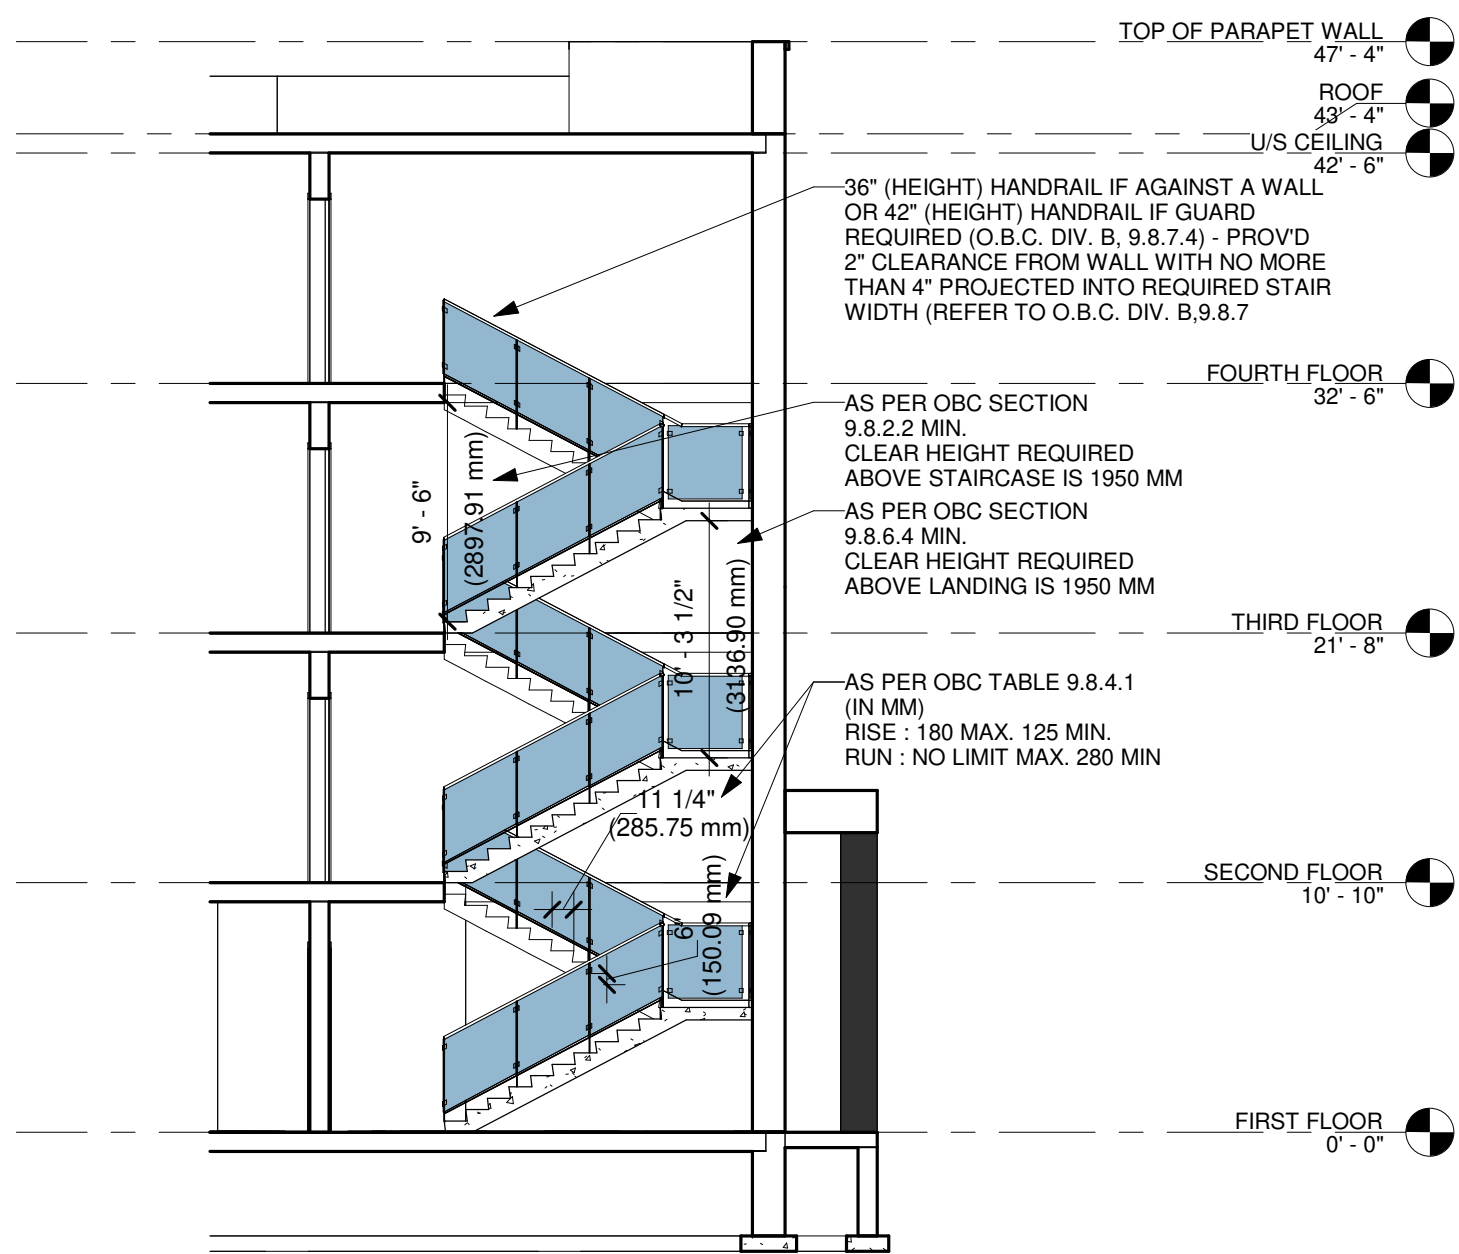 TOP OF PARAPET WALL
47' - 4"
ROOF
43' - 4"
U/S CEILING
42' - 6"
36" (HEIGHT) HANDRAIL IF AGAINST A WALL
OR 42" (HEIGHT) HANDRAIL IF GUARD
REQUIRED (O.B.C. DIV. B, 9.8.7.4) - PROV'D
2" CLEARANCE FROM WALL WITH NO MORE
THAN 4" PROJECTED INTO REQUIRED STAIR
WIDTH (REFER TO O.B.C. DIV. B,9.8.7
FOURTH FLOOR
32' - 6"
AS PER OBC SECTION
9.8.2.2 MIN.
CLEAR HEIGHT REQUIRED
ABOVE STAIRCASE IS 1950 MM
9' - 6"
(2897.91 mm)
AS PER OBC SECTION
9.8.6.4 MIN.
CLEAR HEIGHT REQUIRED
ABOVE LANDING IS 1950 MM
10' - 3 1/2"
(3136.90 mm)
THIRD FLOOR
21' - 8"
AS PER OBC TABLE 9.8.4.1
(IN MM)
RISE : 180 MAX. 125 MIN.
RUN : NO LIMIT MAX. 280 MIN
11 1/4"
(285.75 mm)
SECOND FLOOR
10' - 10"
6"
(150.09 mm)
FIRST FLOOR
0' - 0"